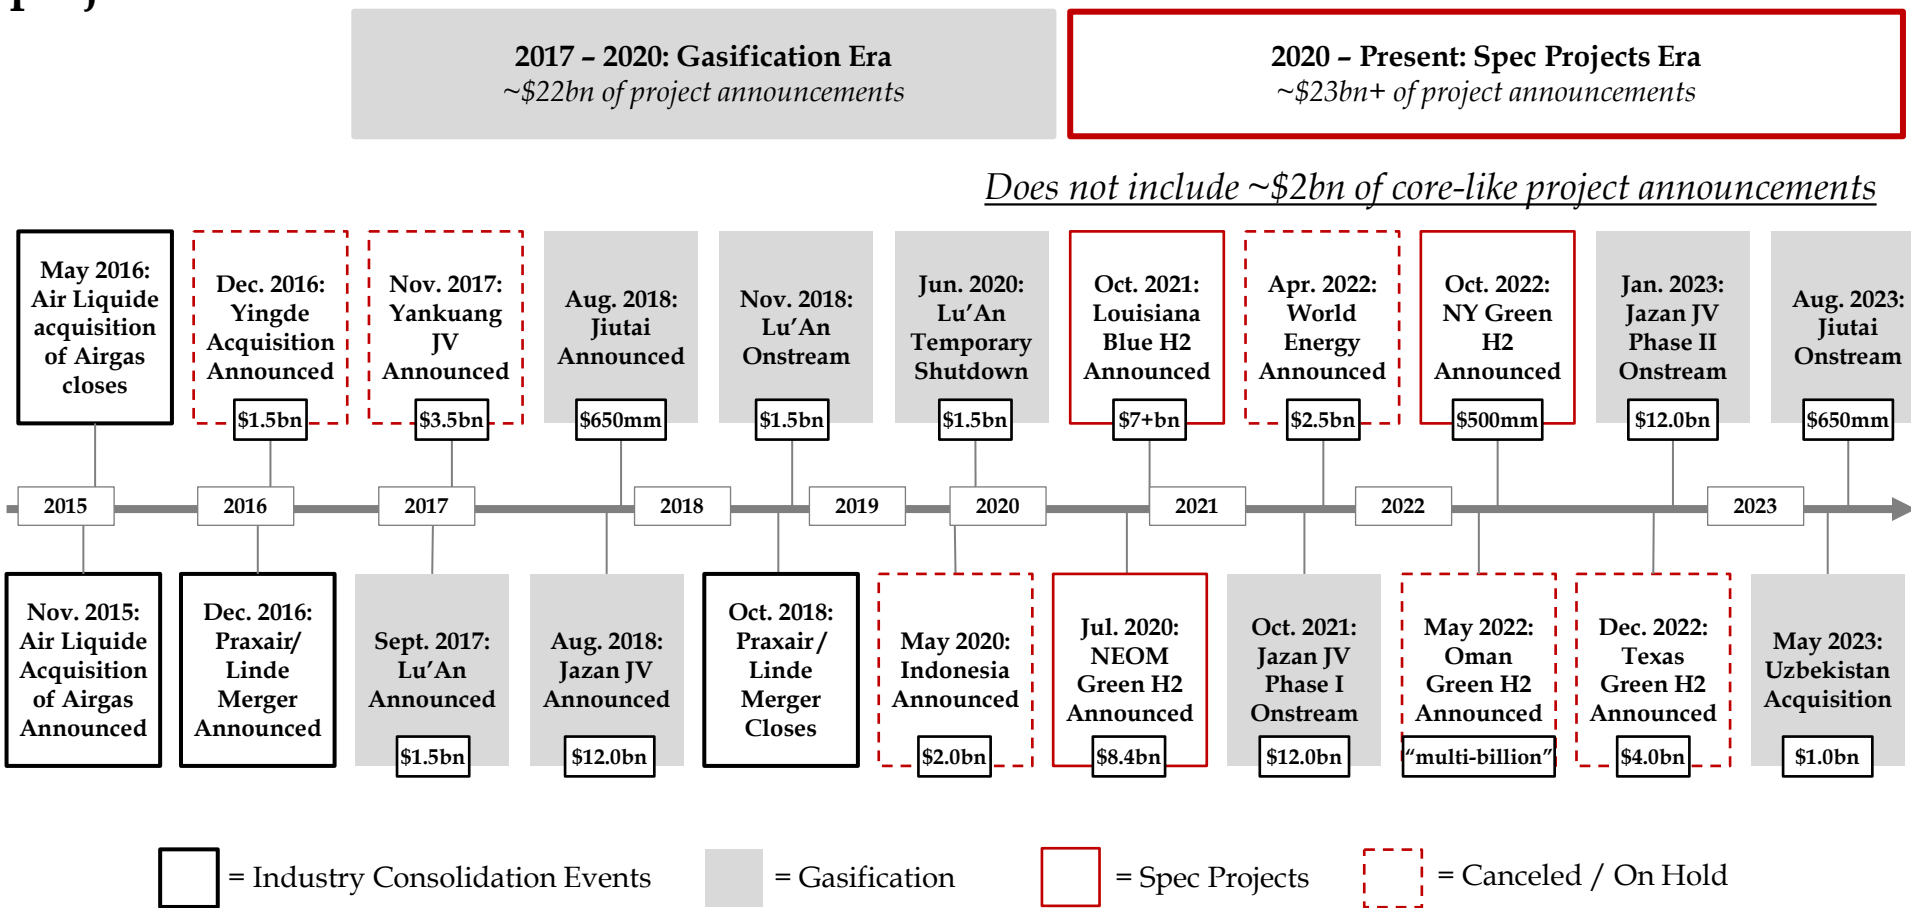 2017 – 2020: Gasification Era
~$22bn of project announcements
2020 – Present: Spec Projects Era
~$23bn+ of project announcements
Does not include ~$2bn of core-like project announcements
May 2016:
Air Liquide
acquisition
of Airgas
closes
Dec. 2016:
Yingde
Acquisition
Announced
$1.5bn
Nov. 2017:
Yankuang
JV
Announced
$3.5bn
Aug. 2018:
Jiutai
Announced
$650mm
Nov. 2018:
Lu’An
Onstream
$1.5bn
Jun. 2020:
Lu’An
Temporary
Shutdown
$1.5bn
Oct. 2021:
Louisiana
Blue H2
Announced
$7+bn
Apr. 2022:
World
Energy
Announced
$2.5bn
Oct. 2022:
NY Green
H2
Announced
$500mm
Jan. 2023:
Jazan JV
Phase II
Onstream
$12.0bn
Aug. 2023:
Jiutai
Onstream
$650mm
2015
2016
2017
2018
2019
2020
2021
2022
2023
Nov. 2015:
Air Liquide
Acquisition
of Airgas
Announced
Dec. 2016:
Praxair/
Linde
Merger
Announced
Sept. 2017:
Lu’An
Announced
$1.5bn
Aug. 2018:
Jazan JV
Announced
$12.0bn
Oct. 2018:
Praxair/
Linde
Merger
Closes
May 2020:
Indonesia
Announced
$2.0bn
Jul. 2020:
NEOM
Green H2
Announced
$8.4bn
Oct. 2021:
Jazan JV
Phase I
Onstream
$12.0bn
May 2022:
Oman
Green H2
Announced
“multi-billion”
Dec. 2022:
Texas
Green H2
Announced
$4.0bn
May 2023:
Uzbekistan
Acquisition
$1.0bn
= Industry Consolidation Events
= Gasification
= Spec Projects
= Canceled / On Hold